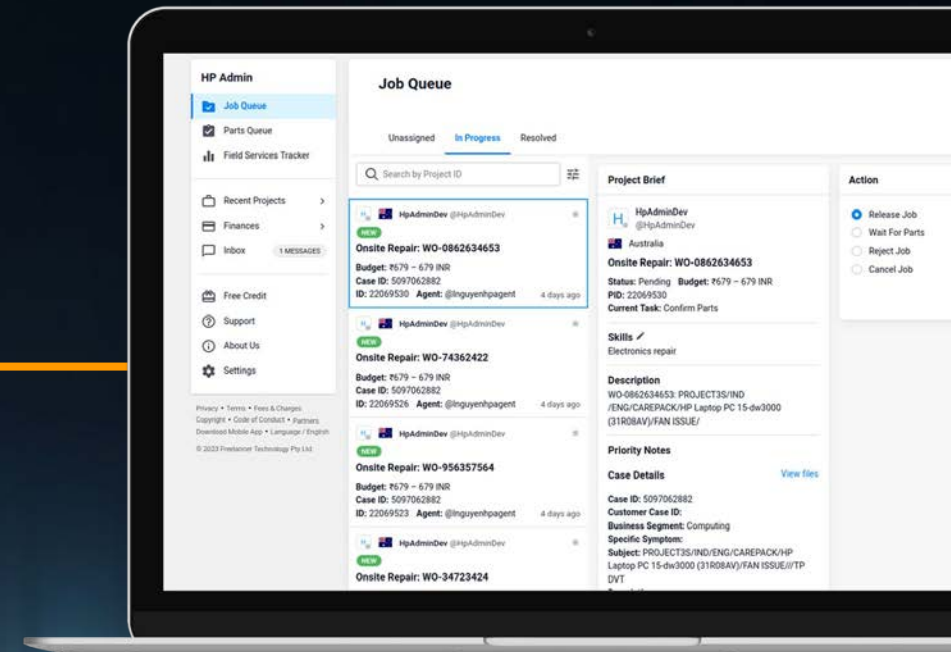 HP Admin
Job Queue
Parts Queue
Field Services Tracker
Recent Projects
Finances
Inbox
1 MESSAGES
Free Credit
Support
About Us
Settings
Privacy • Terms • Fees & Charges
Copyright • Code of Conduct • Partners
Download Mobile App • Language / English
© 2023 Freelancer Technology Pty Ltd
Job Queue
Unassigned In Progress Resolved
Search by Project ID
HpAdminDev @HpAdminDev
NEW
Onsite Repair: WO-0862634653
Budget: ₹679 – 679 INR
Case ID: 5097062882
ID: 22069530 Agent: @lnguyenhpagent 4 days ago
HpAdminDev @HpAdminDev
NEW
Onsite Repair: WO-74362422
Budget: ₹679 – 679 INR
Case ID: 5097062882
ID: 22069526 Agent: @lnguyenhpagent 4 days ago
HpAdminDev @HpAdminDev
NEW
Onsite Repair: WO-956357564
Budget: ₹679 – 679 INR
Case ID: 5097062882
ID: 22069523 Agent: @lnguyenhpagent 4 days ago
HpAdminDev @HpAdminDev
NEW
Onsite Repair: WO-34723424
Project Brief
H
HpAdminDev
@HpAdminDev
Australia
Onsite Repair: WO-0862634653
Status: Pending Budget: ₹679 – 679 INR
PID: 22069530
Current Task: Confirm Parts
Skills
Electronics repair
Description
WO-0862634653: PROJECT3S/IND
/ENG/CAREPACK/HP Laptop PC 15-dw3000
(31R08AV)/FAN ISSUE/
Priority Notes
Case Details View files
Case ID: 5097062882
Customer Case ID:
Business Segment: Computing
Specific Symptom:
Subject: PROJECT3S/IND/ENG/CAREPACK/HP
Laptop PC 15-dw3000 (31R08AV)/FAN ISSUE///TP
DVT
Action
Release Job
Wait For Parts
Reject Job
Cancel Job